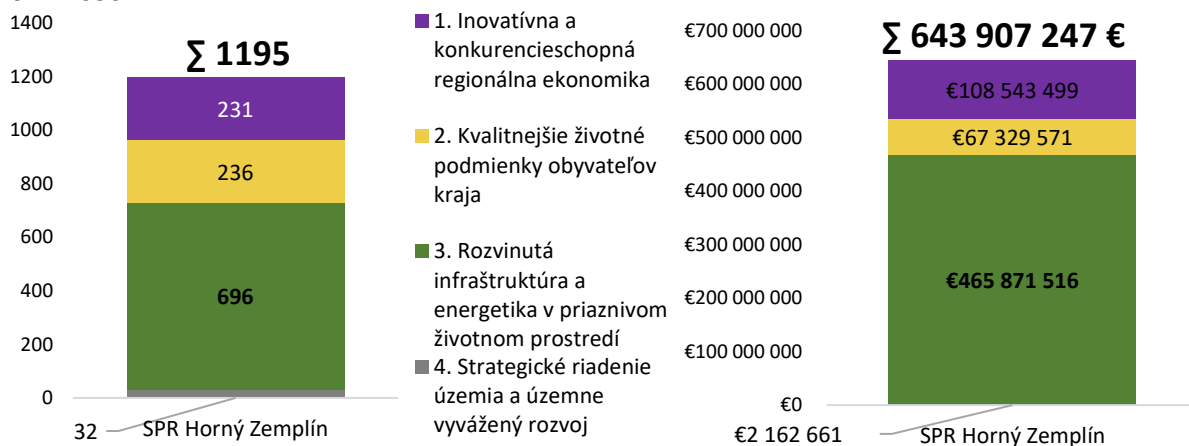 1400
1200
1000
800
600
400
200
0
∑ 1195
231
236
696
32
SPR Horný Zemplín
1. Inovatívna a
konkurencieschopná
regionálna ekonomika
2. Kvalitnejšie životné
podmienky obyvateľov
kraja
3. Rozvinutá
infraštruktúra a
energetika v priaznivom
životnom prostredí
4. Strategické riadenie
územia a územne
vyvážený rozvoj
€700 000 000
€600 000 000
€500 000 000
€400 000 000
€300 000 000
€200 000 000
€100 000 000
€0
∑ 643 907 247 €
€108 543 499
€67 329 571
€465 871 516
€2 162 661
SPR Horný Zemplín